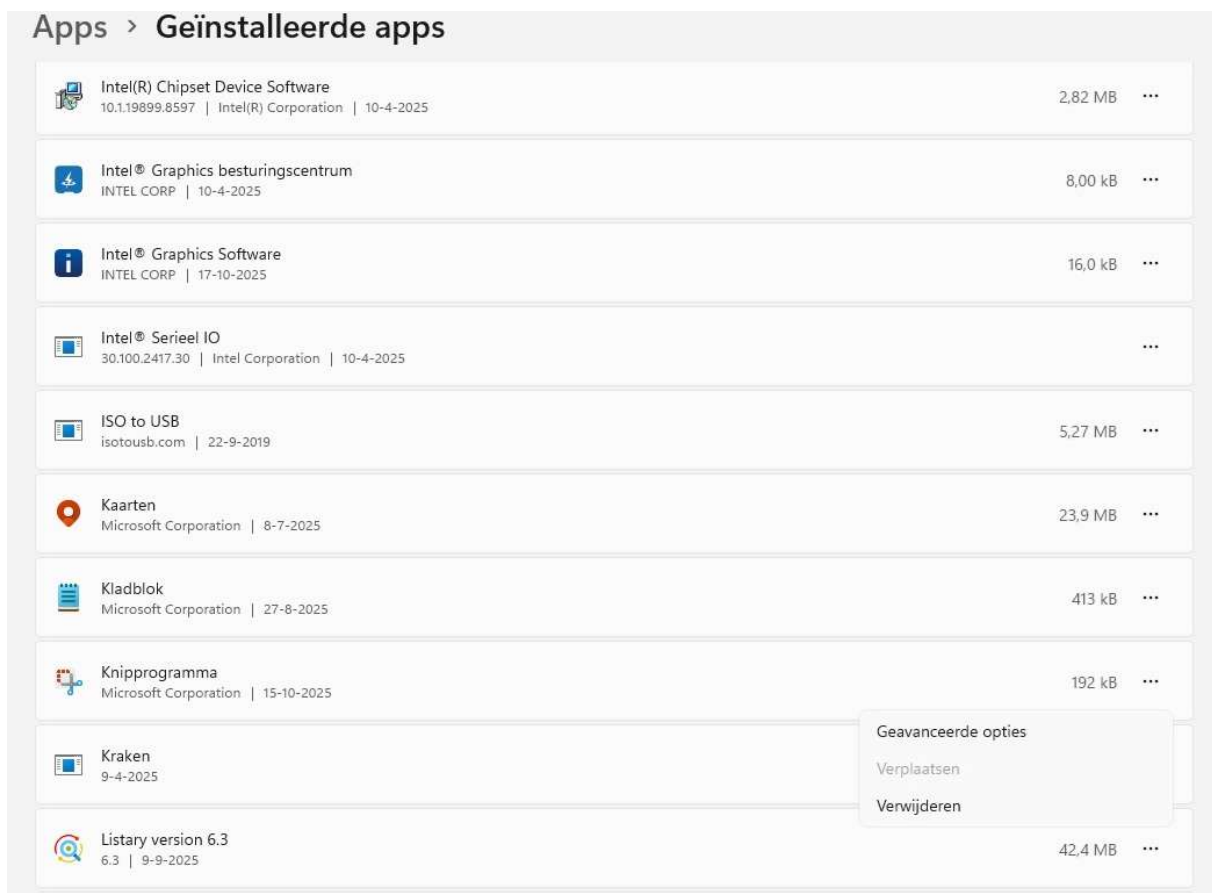 Apps > Geïnstalleerde apps
Intel(R) Chipset Device Software
10.1.19899.8597 | Intel(R) Corporation | 10-4-2025
2,82 MB
Intel® Graphics besturingscentrum
INTEL CORP | 10-4-2025
8,00 kB
Intel® Graphics Software
INTEL CORP | 17-10-2025
16,0 kB
Intel® Serieel IO
30.100.2417.30 | Intel Corporation | 10-4-2025
ISO to USB
isotousb.com | 22-9-2019
5,27 MB
Kaarten
Microsoft Corporation | 8-7-2025
23,9 MB
Kladblok
Microsoft Corporation | 27-8-2025
413 kB
Knipprogramma
Microsoft Corporation | 15-10-2025
192 kB
Geavanceerde opties
Verplaatsen
Verwijderen
Kraken
9-4-2025
Listary version 6.3
6.3 | 9-9-2025
42,4 MB